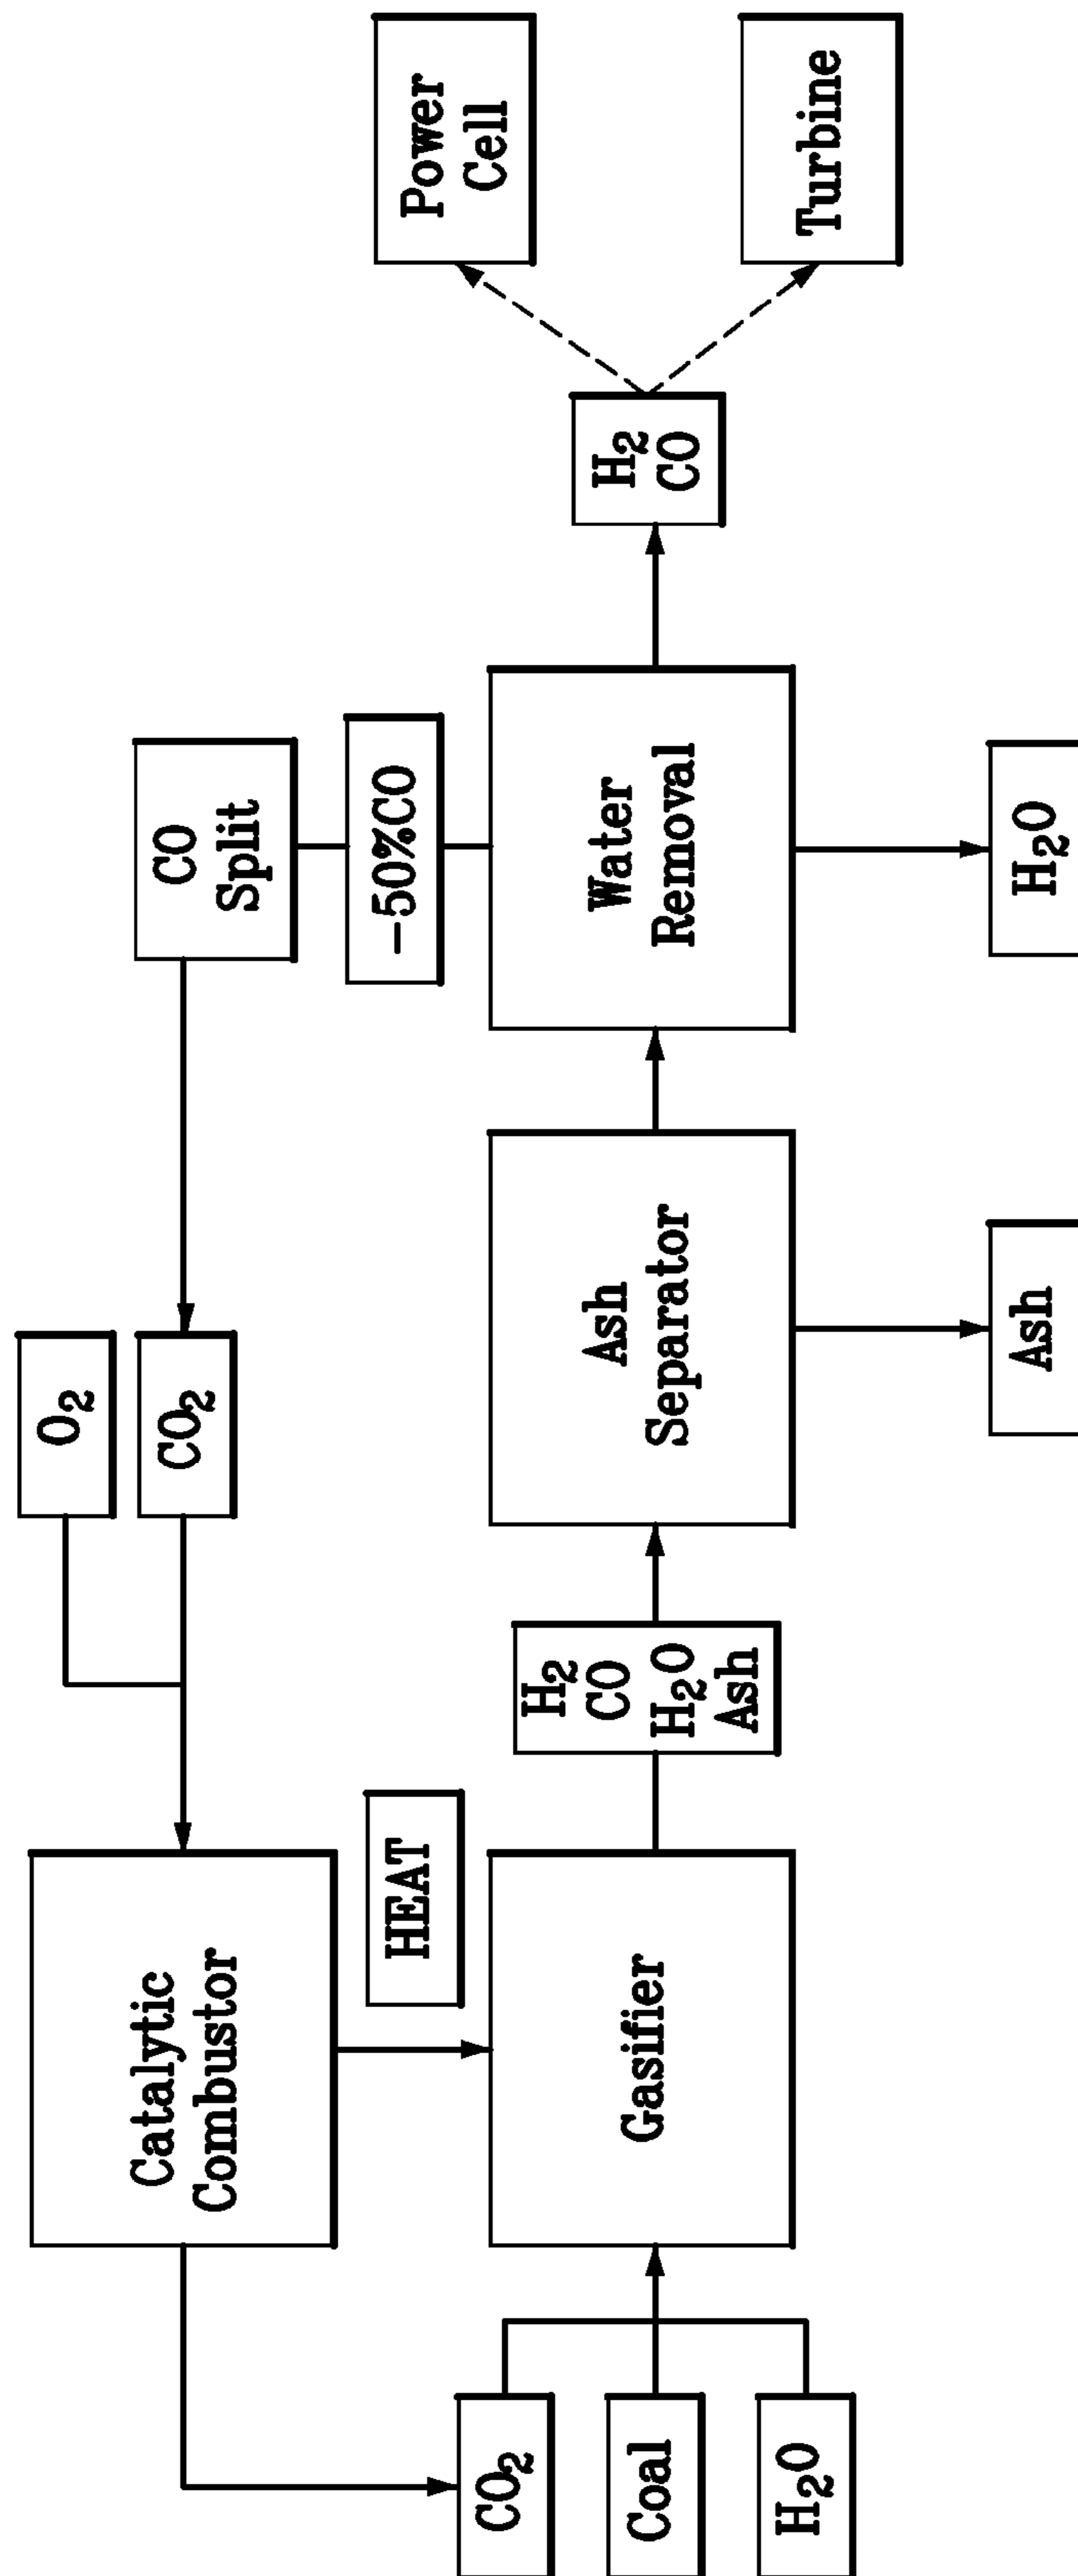 O2
CO2
CO
Split
Catalytic
Combustor
HEAT
-50%CO
Power
Cell
CO2
Coal
H2O
Gasifier
H2
CO
H2O
Ash
Ash
Separator
Water
Removal
H2
CO
Turbine
Ash
H2O